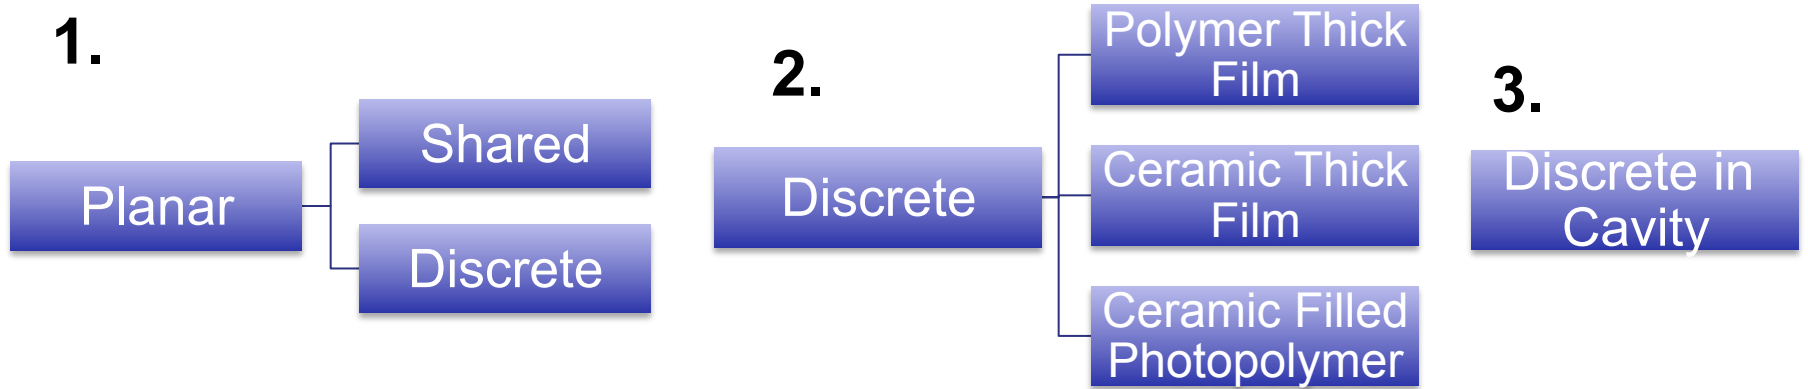 1.
Planar
Shared
Discrete
2.
Discrete
Polymer Thick
Film
Ceramic Thick
Film
Ceramic Filled
Photopolymer
3.
Discrete in
Cavity